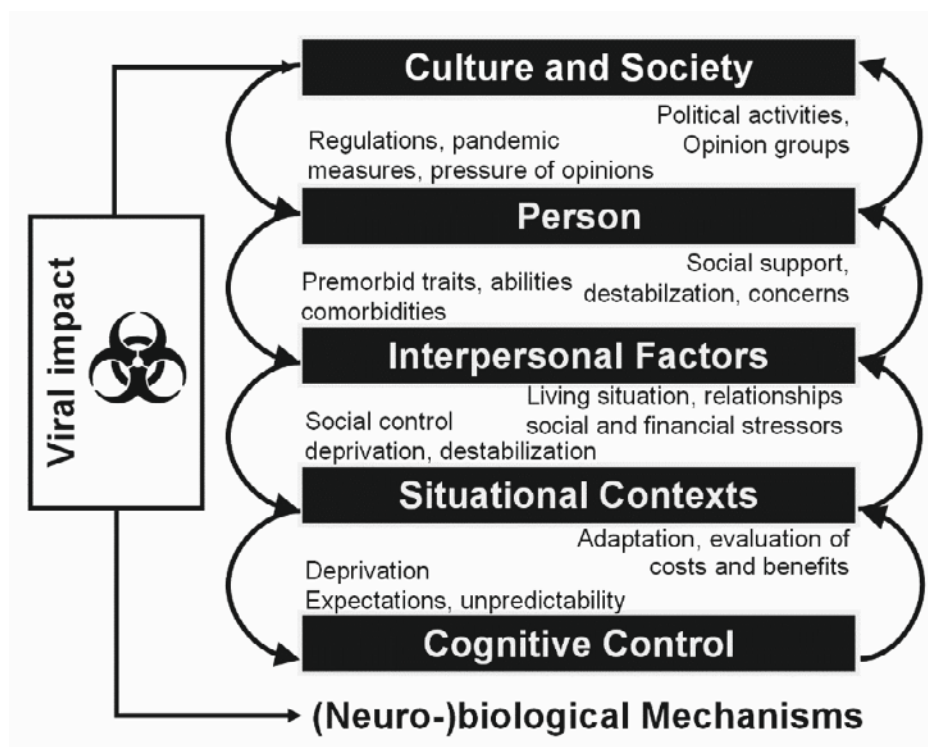 Culture and Society
Political activities,
Opinion groups
Regulations, pandemic
measures, pressure of opinions
Person
Social support,
destabilzation, concerns
Premorbid traits, abilities
comorbidities
Interpersonal Factors
Living situation, relationships
social and financial stressors
Social control
deprivation, destabilization
Situational Contexts
Adaptation, evaluation of
costs and benefits
Deprivation
Expectations, unpredictability
Cognitive Control
(Neuro-)biological Mechanisms
Viral impact